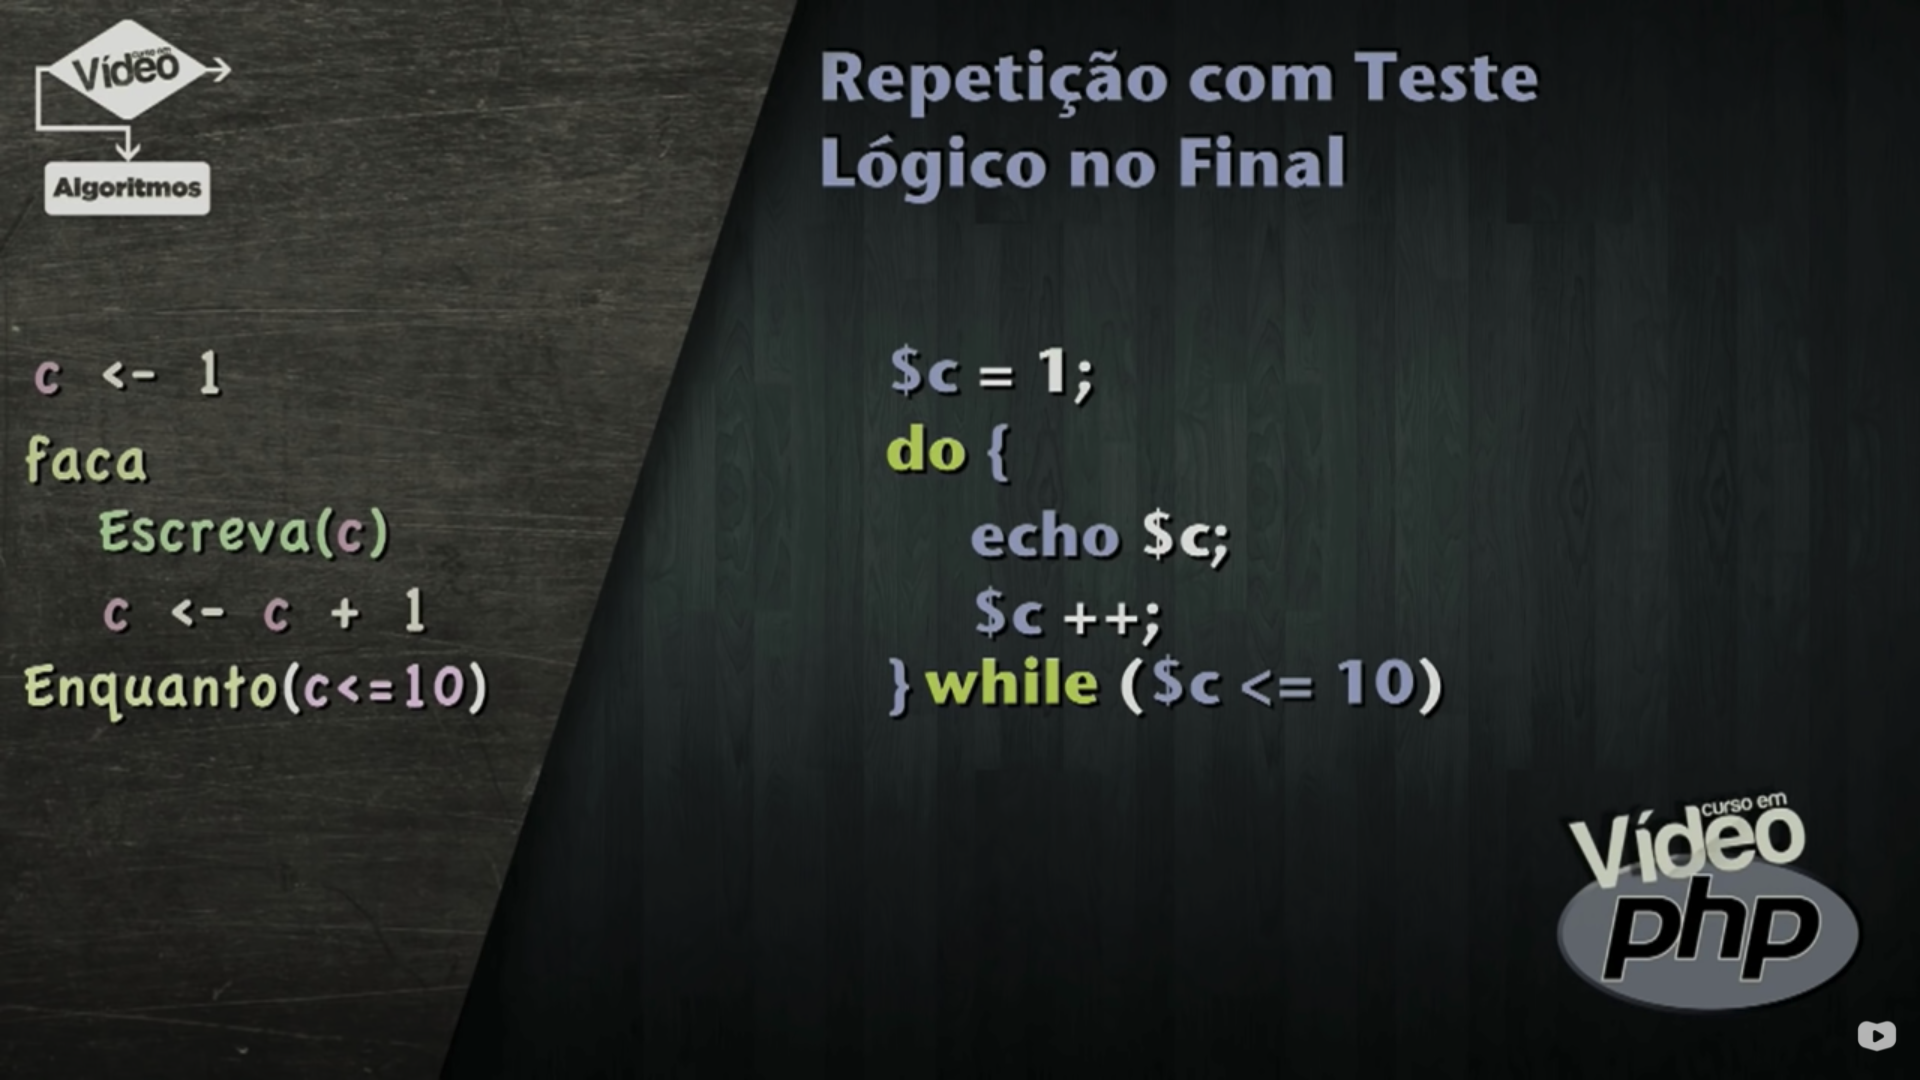 curso em
Vídeo
Algoritmos
Repetição com Teste
Lógico no Final
c <- 1
faca
Escreva(c)
c <- c + 1
Enquanto(c<=10)
$c = 1;
do {
echo $c;
$c ++;
} while ($c <= 10)
curso em
Vídeo
php